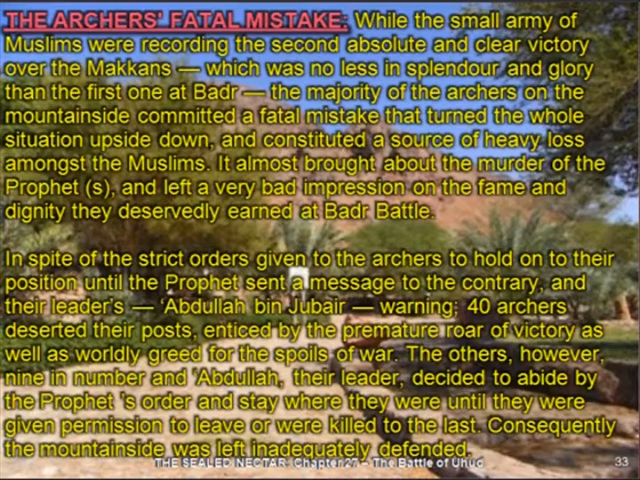 THE ARCHERS' FATAL MISTAKE: While the small army of
Muslims were recording the second absolute and clear victory
over the Makkans — which was no less in splendour and glory
than the first one at Badr — the majority of the archers on the
mountainside committed a fatal mistake that turned the whole
situation upside down, and constituted a source of heavy loss
amongst the Muslims. It almost brought about the murder of the
Prophet (s), and left a very bad impression on the fame and
dignity they deservedly earned at Badr Battle.
In spite of the strict orders given to the archers to hold on to their
position until the Prophet sent a message to the contrary, and
their leader's — 'Abdullah bin Jubair — warning; 40 archers
deserted their posts, enticed by the premature roar of victory as
well as worldly greed for the spoils of war. The others, however,
nine in number and 'Abdullah, their leader, decided to abide by
the Prophet 's order and stay where they were until they were
given permission to leave or were killed to the last. Consequently
the mountainside was left inadequately defended.
THE SEALED NECTAR: Chapter 27 – The Battle of Uhud 33